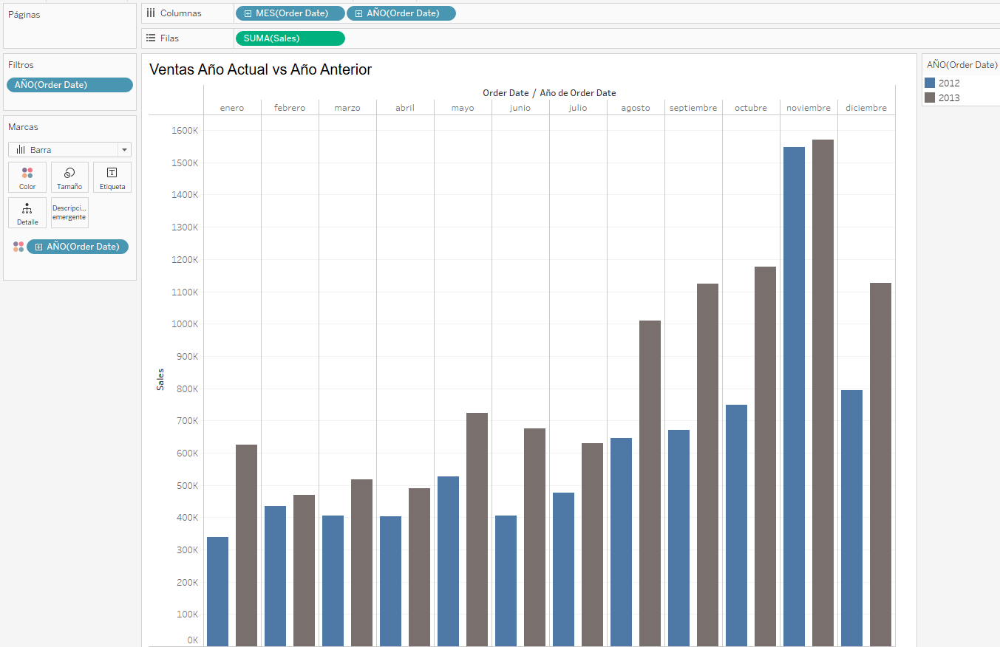 Páginas
Columnas
MES(Order Date)
AÑO(Order Date)
Filas
SUMA(Sales)
Filtros
AÑO(Order Date)
Marcas
Barra
Color
Tamaño
Etiqueta
Detalle
Descripci...
emergente
AÑO(Order Date)
Ventas Año Actual vs Año Anterior
Order Date / Año de Order Date
enero febrero marzo abril mayo junio julio agosto septiembre octubre noviembre diciembre
1600K
1500K
1400K
1300K
1200K
1100K
1000K
900K
800K
700K
600K
500K
400K
300K
200K
100K
0K
Sales
AÑO(Order Date)
2012
2013